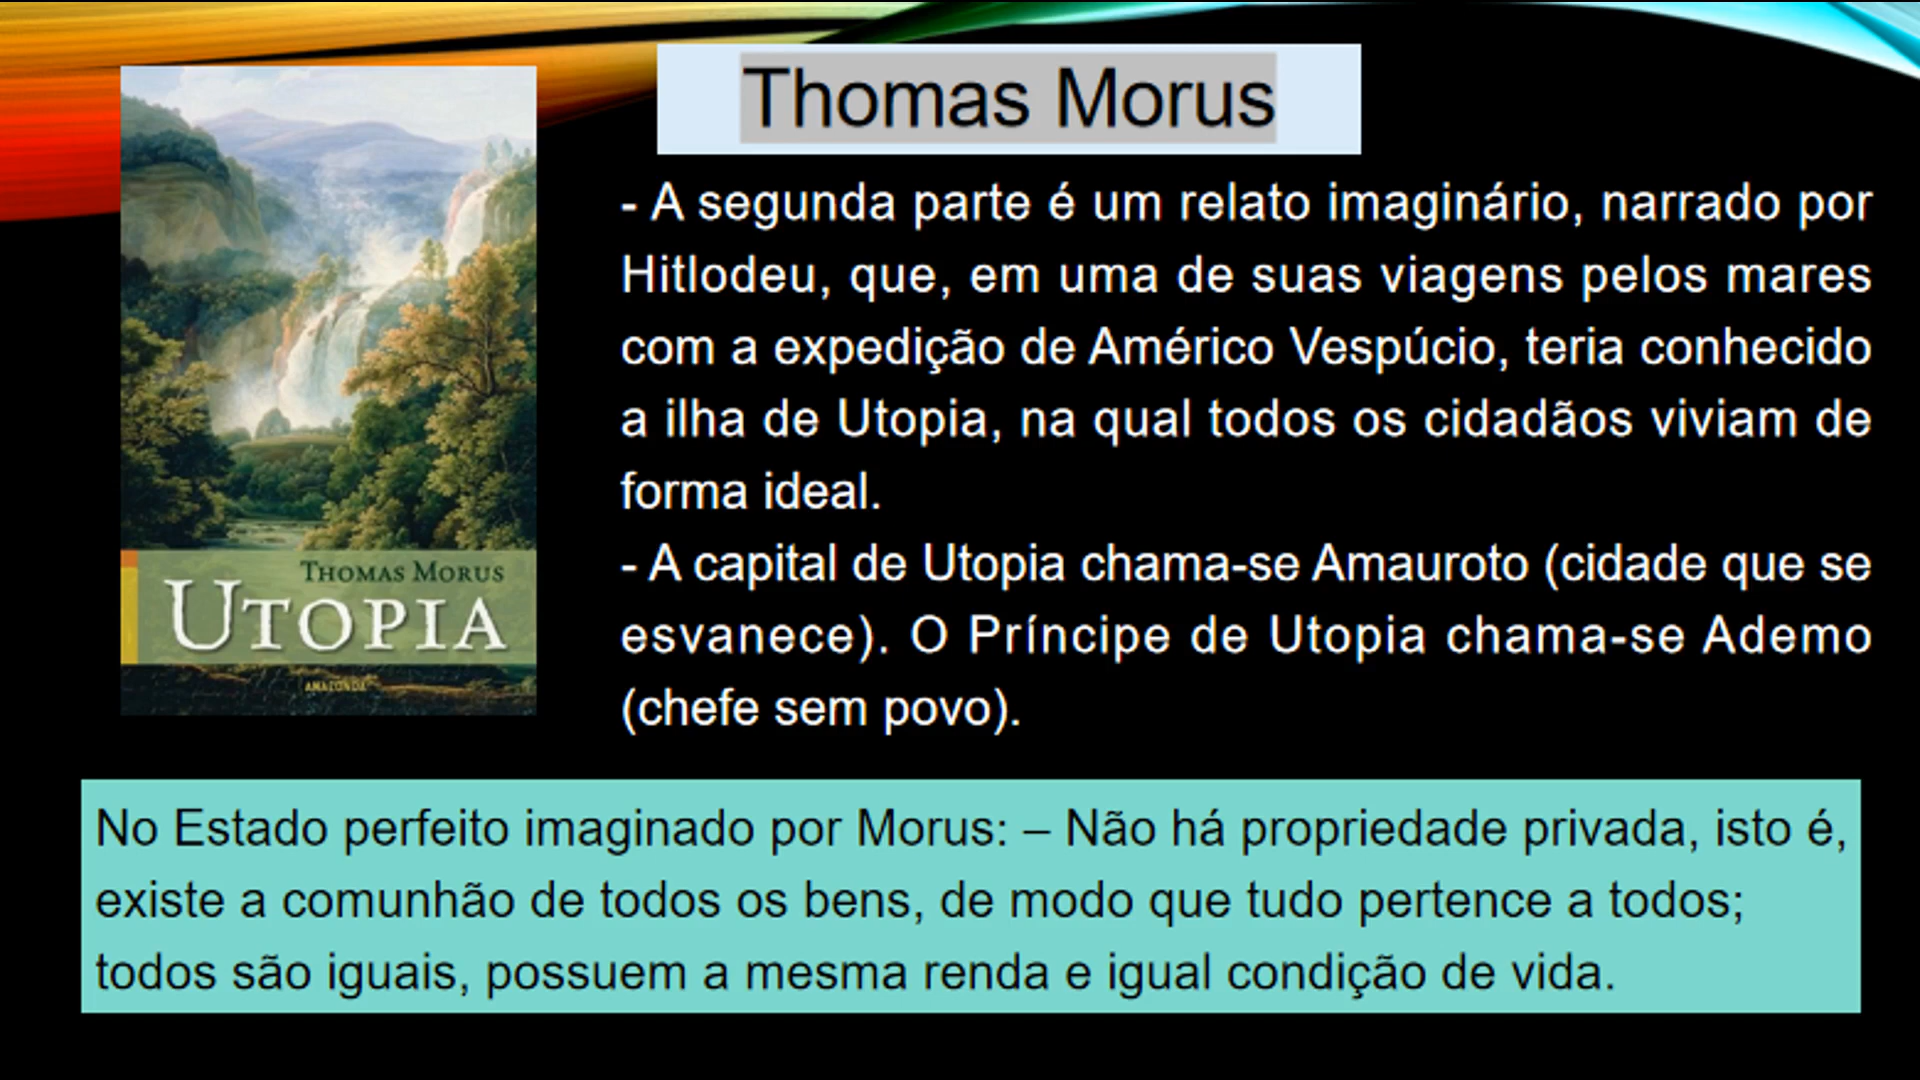 Thomas Morus
- A segunda parte é um relato imaginário, narrado por
Hitlodeu, que, em uma de suas viagens pelos mares
com a expedição de Américo Vespúcio, teria conhecido
a ilha de Utopia, na qual todos os cidadãos viviam de
forma ideal.
- A capital de Utopia chama-se Amauroto (cidade que se
esvanece). O Príncipe de Utopia chama-se Ademo
(chefe sem povo).
THOMAS MORUS
UTOPIA
AMAZONDA
No Estado perfeito imaginado por Morus: – Não há propriedade privada, isto é,
existe a comunhão de todos os bens, de modo que tudo pertence a todos;
todos são iguais, possuem a mesma renda e igual condição de vida.